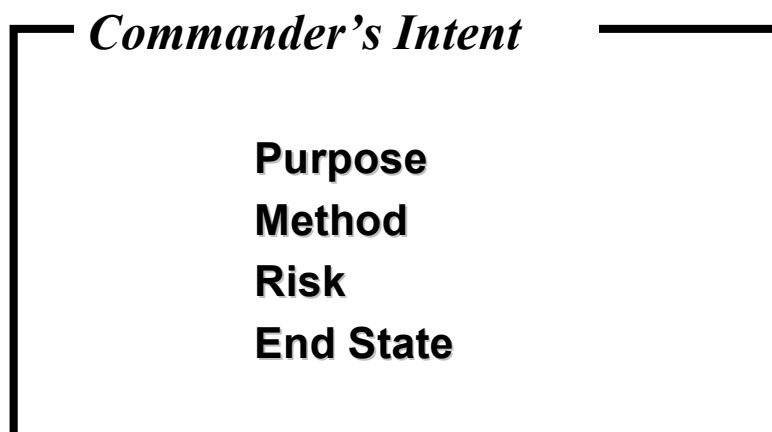 Commander’s Intent
Purpose
Method
Risk
End State